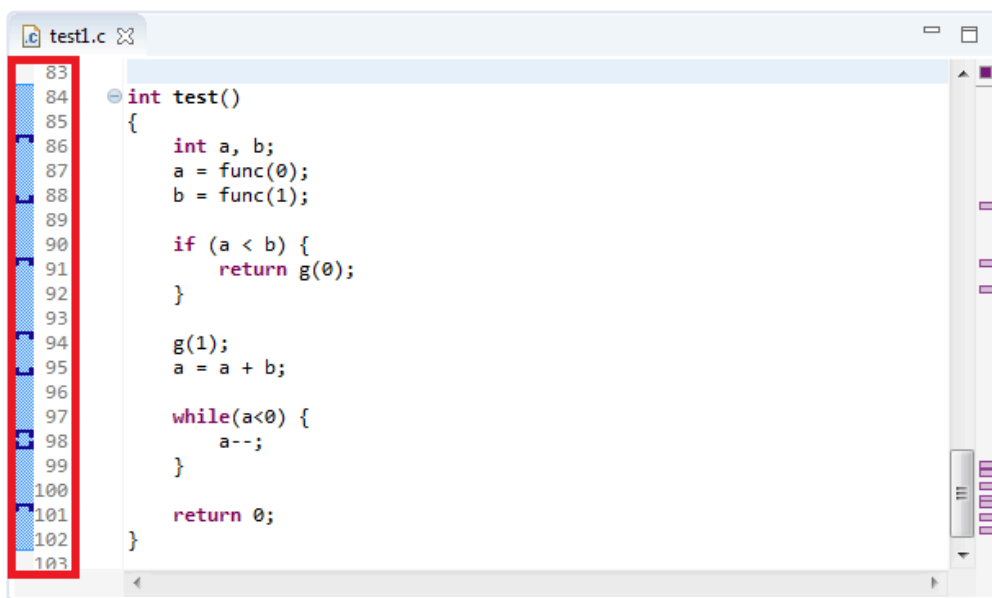 .c test1.c
83
84 int test()
85 {
86 int a, b;
87 a = func(0);
88 b = func(1);
89
90 if (a < b) {
91 return g(0);
92 }
93
94 g(1);
95 a = a + b;
96
97 while(a<0) {
98 a--;
99 }
100
101 return 0;
102 }
103